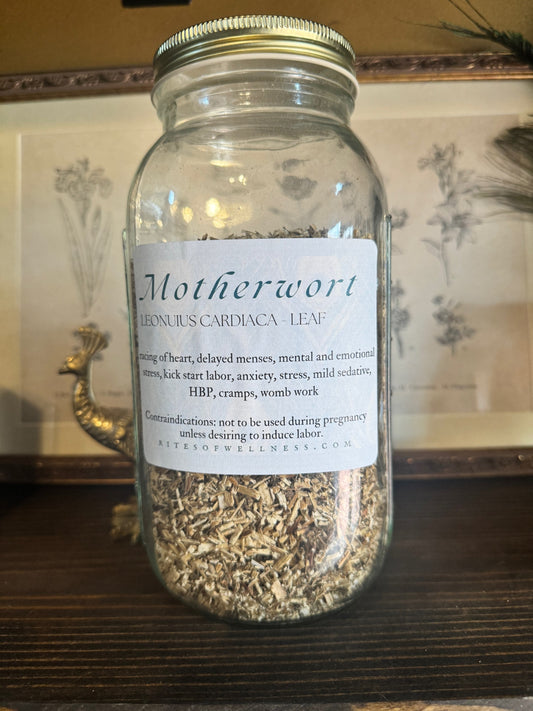 Motherwort
LEONUIUS CARDIACA - LEAF
racing of heart, delayed menses, mental and emotional
stress, kick start labor, anxiety, stress, mild sedative,
HBP, cramps, womb work
Contraindications: not to be used during pregnancy
unless desiring to induce labor.
RITESOFWELLNESS.COM